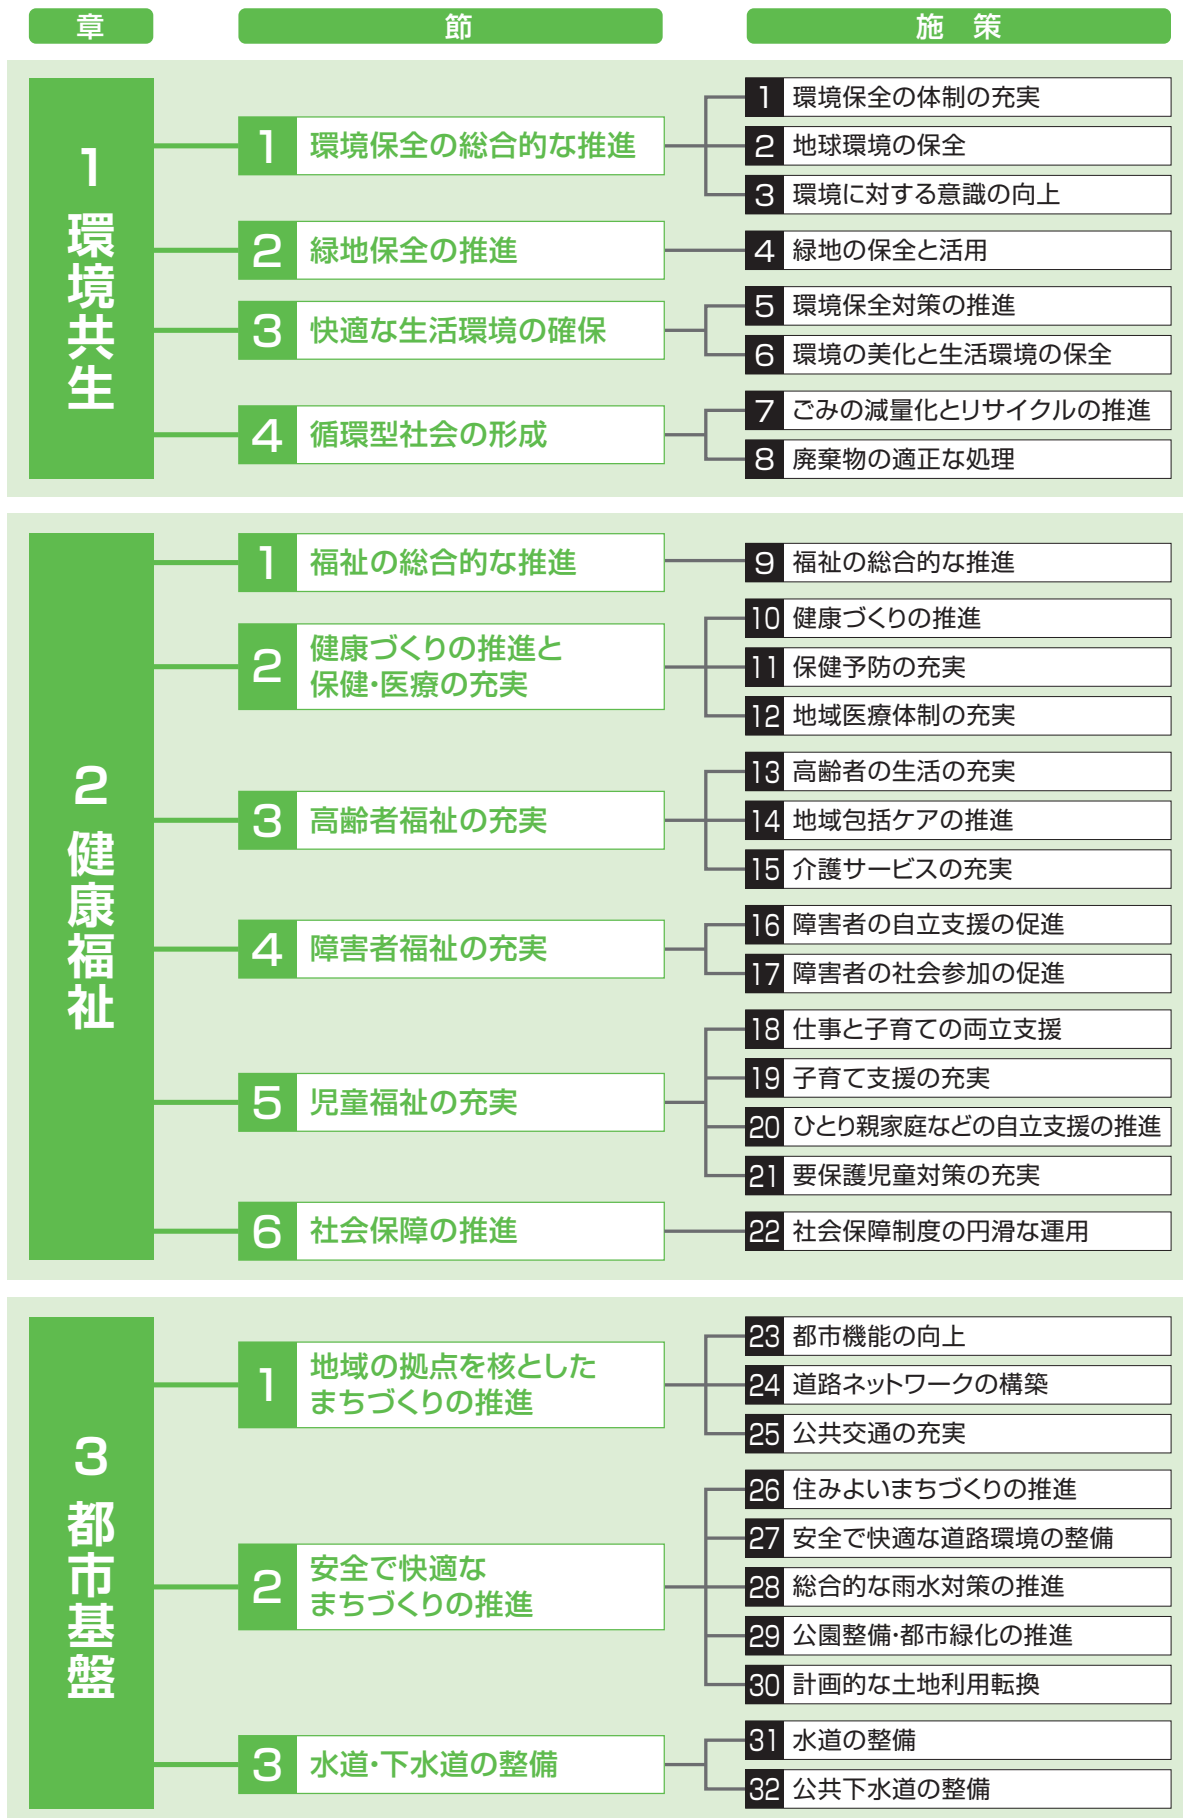 章
節
施 策
1 環境共生
1 環境保全の総合的な推進
1 環境保全の体制の充実
2 地球環境の保全
3 環境に対する意識の向上
2 緑地保全の推進
4 緑地の保全と活用
3 快適な生活環境の確保
5 環境保全対策の推進
6 環境の美化と生活環境の保全
4 循環型社会の形成
7 ごみの減量化とリサイクルの推進
8 廃棄物の適正な処理
2 健康福祉
1 福祉の総合的な推進
9 福祉の総合的な推進
2 健康づくりの推進と
保健・医療の充実
10 健康づくりの推進
11 保健予防の充実
12 地域医療体制の充実
3 高齢者福祉の充実
13 高齢者の生活の充実
14 地域包括ケアの推進
15 介護サービスの充実
4 障害者福祉の充実
16 障害者の自立支援の促進
17 障害者の社会参加の促進
5 児童福祉の充実
18 仕事と子育ての両立支援
19 子育て支援の充実
20 ひとり親家庭などの自立支援の推進
21 要保護児童対策の充実
6 社会保障の推進
22 社会保障制度の円滑な運用
3 都市基盤
1 地域の拠点を核とした
まちづくりの推進
23 都市機能の向上
24 道路ネットワークの構築
25 公共交通の充実
2 安全で快適な
まちづくりの推進
26 住みよいまちづくりの推進
27 安全で快適な道路環境の整備
28 総合的な雨水対策の推進
29 公園整備・都市緑化の推進
30 計画的な土地利用転換
3 水道・下水道の整備
31 水道の整備
32 公共下水道の整備